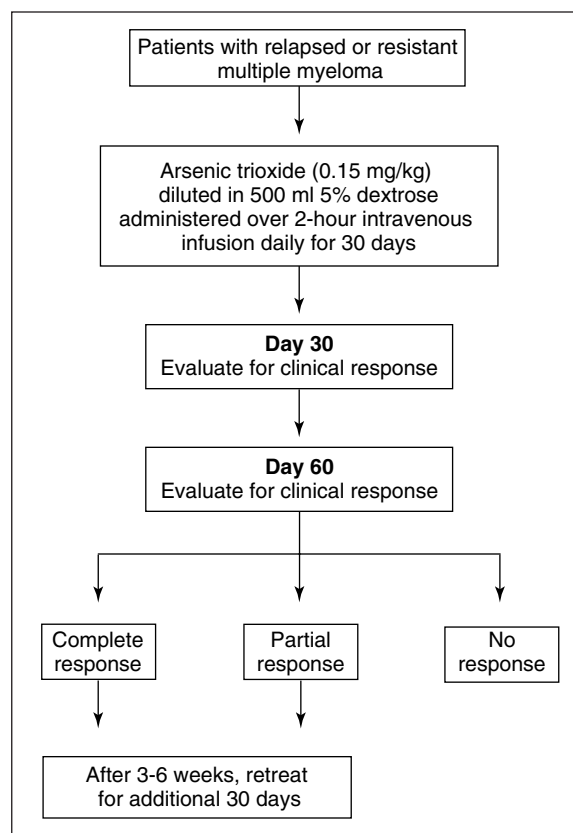 Patients with relapsed or resistant
multiple myeloma
Arsenic trioxide (0.15 mg/kg)
diluted in 500 ml 5% dextrose
administered over 2-hour intravenous
infusion daily for 30 days
Day 30
Evaluate for clinical response
Day 60
Evaluate for clinical response
Complete
response
Partial
response
No
response
After 3-6 weeks, retreat
for additional 30 days